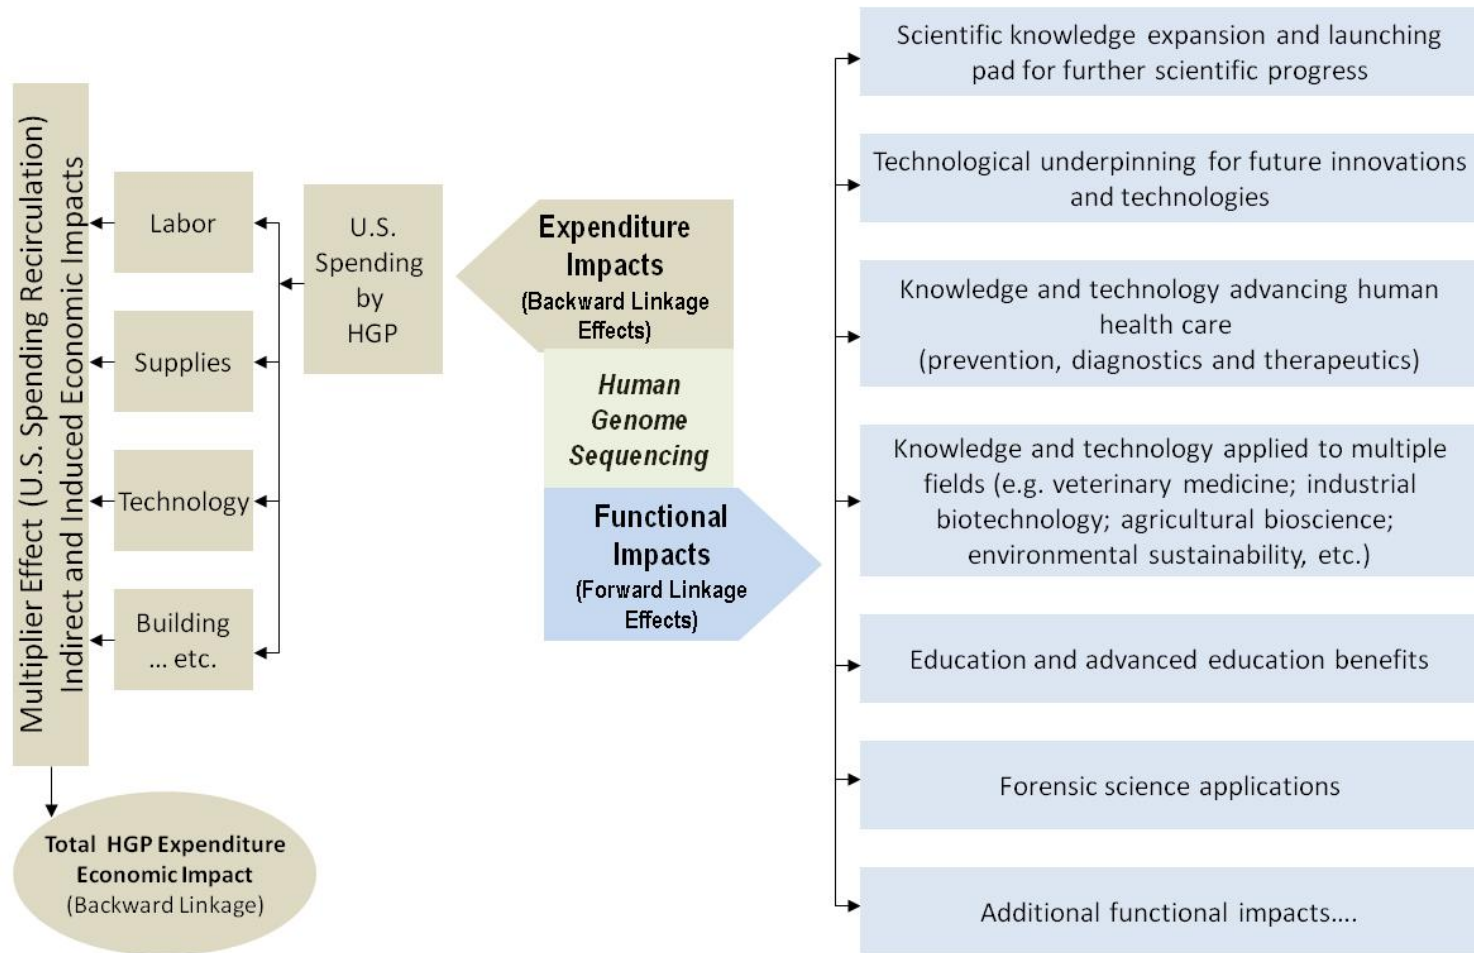 Multiplier Effect (U.S. Spending Recirculation)
Indirect and Induced Economic Impacts
Labor
Supplies
Technology
Building
... etc.
U.S.
Spending
by
HGP
Total HGP Expenditure
Economic Impact
(Backward Linkage)
Expenditure
Impacts
(Backward Linkage
Effects)
Human
Genome
Sequencing
Functional
Impacts
(Forward Linkage
Effects)
Scientific knowledge expansion and launching
pad for further scientific progress
Technological underpinning for future innovations
and technologies
Knowledge and technology advancing human
health care
(prevention, diagnostics and therapeutics)
Knowledge and technology applied to multiple
fields (e.g. veterinary medicine; industrial
biotechnology; agricultural bioscience;
environmental sustainability, etc.)
Education and advanced education benefits
Forensic science applications
Additional functional impacts....